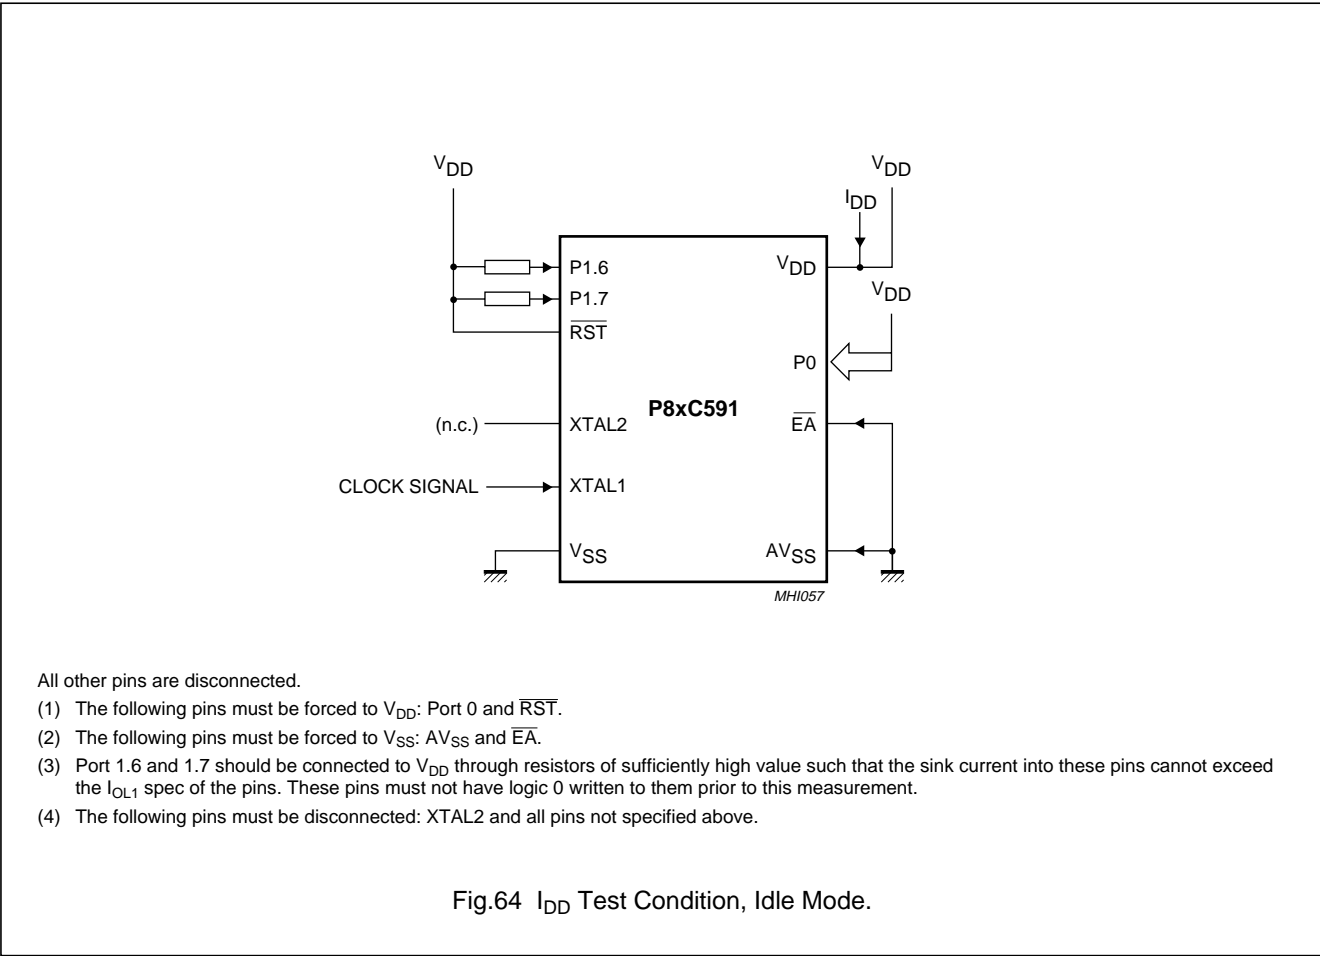 VDD
VDD
IDD
P1.6
VDD
P1.7
VDD
RST
P0
P8xC591
(n.c.)
XTAL2
EA
CLOCK SIGNAL
XTAL1
VSS
AVSS
MHI057
All other pins are disconnected.
(1) The following pins must be forced to VDD: Port 0 and RST.
(2) The following pins must be forced to VSS: AVSS and EA.
(3) Port 1.6 and 1.7 should be connected to VDD through resistors of sufficiently high value such that the sink current into these pins cannot exceed
the IOL1 spec of the pins. These pins must not have logic 0 written to them prior to this measurement.
(4) The following pins must be disconnected: XTAL2 and all pins not specified above.
Fig.64 IDD Test Condition, Idle Mode.